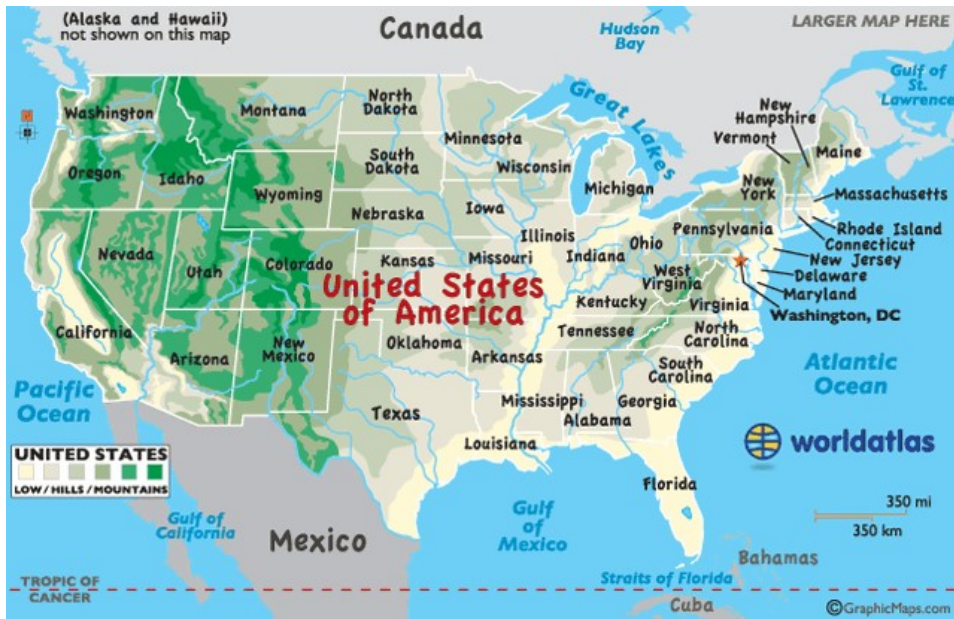 (Alaska and Hawaii)
not shown on this map
Canada
Hudson
Bay
LARGER MAP HERE
Gulf of
St.
Lawrence
Great Lakes
Washington
Montana
North
Dakota
Minnesota
New
Hampshire
Vermont
Maine
Oregon
Idaho
Wyoming
South
Dakota
Wisconsin
Michigan
New
York
Massachusetts
Nebraska
Iowa
Rhode Island
Connecticut
Nevada
Utah
Colorado
Kansas
Missouri
Illinois
Indiana
Ohio
Pennsylvania
New Jersey
Delaware
Maryland
Washington, DC
United States
of America
West
Virginia
Virginia
Kentucky
California
Arizona
New
Mexico
Oklahoma
Arkansas
Tennessee
North
Carolina
South
Carolina
Pacific
Ocean
Atlantic
Ocean
Texas
Mississippi
Alabama
Georgia
Louisiana
Florida
worldatlas
UNITED STATES
LOW / HILLS / MOUNTAINS
350 mi
350 km
Gulf of
California
Mexico
Gulf
of
Mexico
Bahamas
Straits of Florida
TROPIC OF
CANCER
Cuba
©GraphicMaps.com